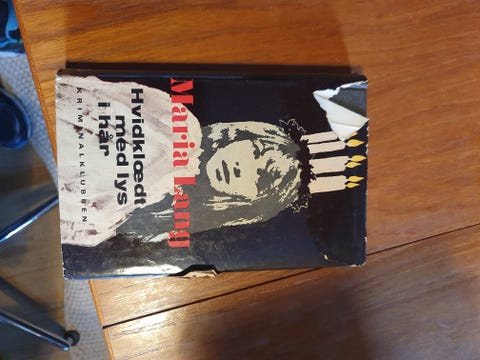 Maria Lang
Hvidklædt
med lys
i hår
KRIMINALKLUBBEN